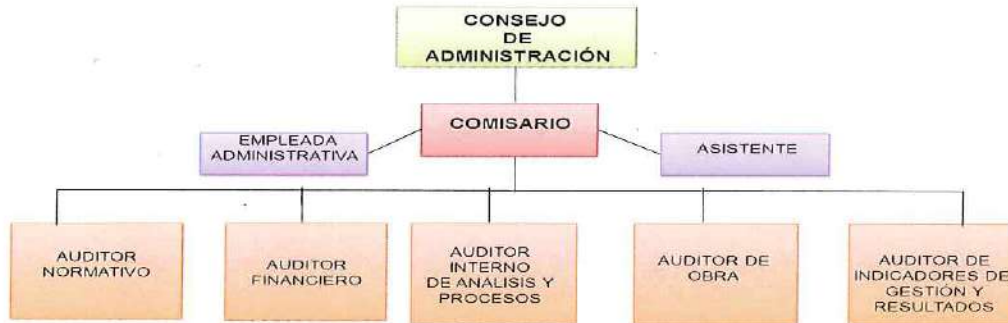 CONSEJO
DE
ADMINISTRACIÓN
COMISARIO
EMPLEADA
ADMINISTRATIVA
ASISTENTE
AUDITOR
NORMATIVO
AUDITOR
FINANCIERO
AUDITOR
INTERNO
DE ANALISIS Y
PROCESOS
AUDITOR DE
OBRA
AUDITOR DE
INDICADORES DE
GESTIÓN Y
RESULTADOS